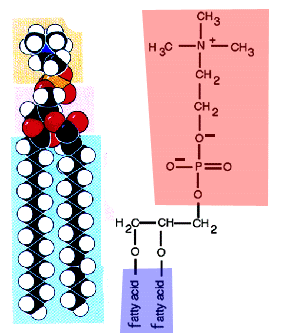 CH3
H3C — N + — CH3
CH2
CH2
O −
O − — P = O
O
H2C — CH — CH2
O O
fatty acid fatty acid